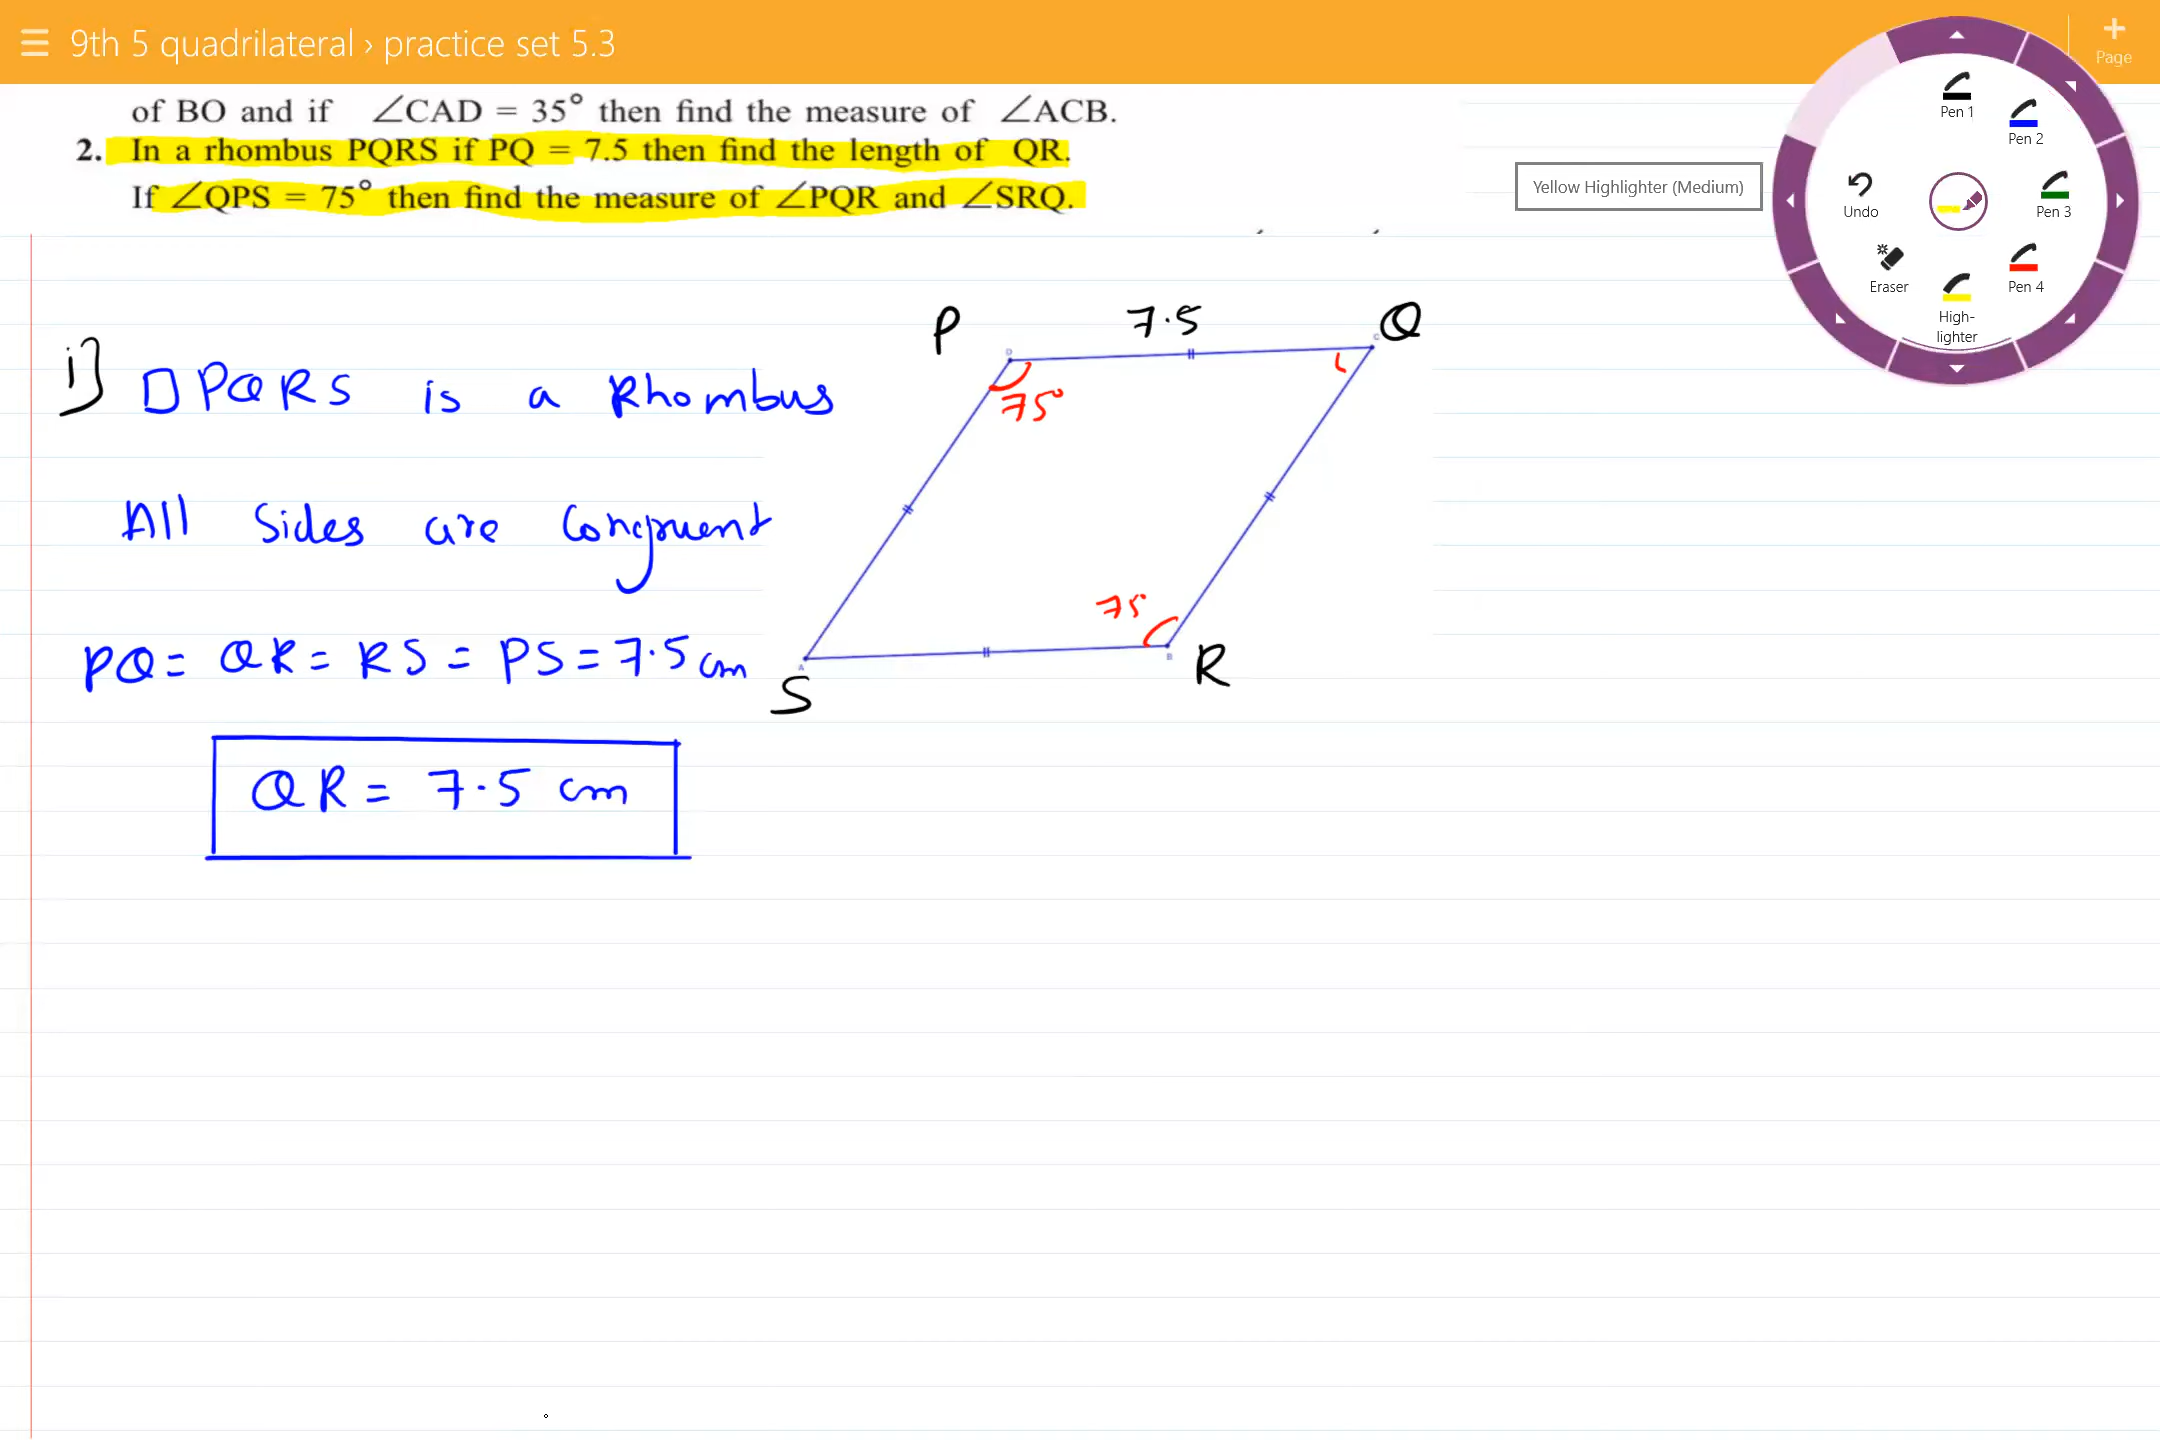 9th 5 quadrilateral › practice set 5.3
+ Page
of BO and if ∠CAD = 35° then find the measure of ∠ACB.
2. In a rhombus PQRS if PQ = 7.5 then find the length of QR.
If ∠QPS = 75° then find the measure of ∠PQR and ∠SRQ.
Yellow Highlighter (Medium)
Pen 1
Pen 2
Pen 3
Pen 4
High-
lighter
Eraser
Undo
P 7.5 Q
i] □ PQRS is a Rhombus
75°
All sides are congruent
75°
PQ = QR = RS = PS = 7.5 cm
S R
QR = 7.5 cm